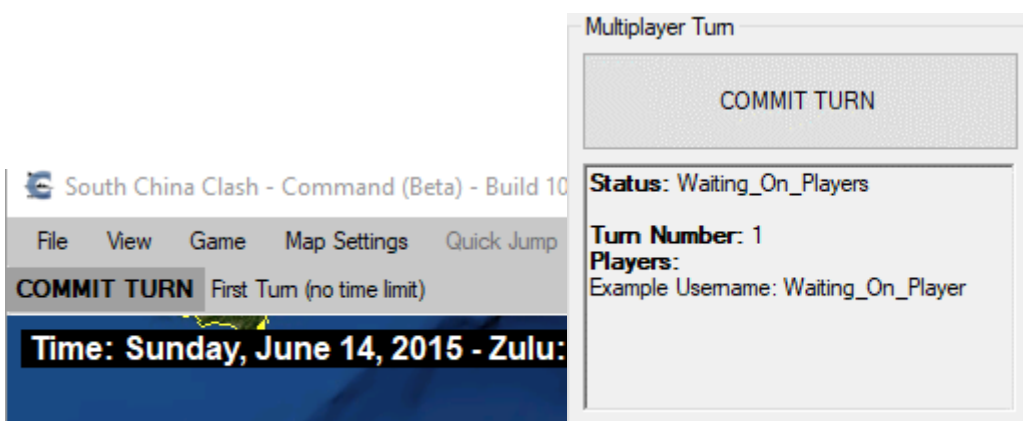 South China Clash - Command (Beta) - Build 10
File View Game Map Settings Quick Jump
COMMIT TURN First Turn (no time limit)
Time: Sunday, June 14, 2015 - Zulu:
Multiplayer Turn
COMMIT TURN
Status: Waiting_On_Players
Turn Number: 1
Players:
Example Username: Waiting_On_Player